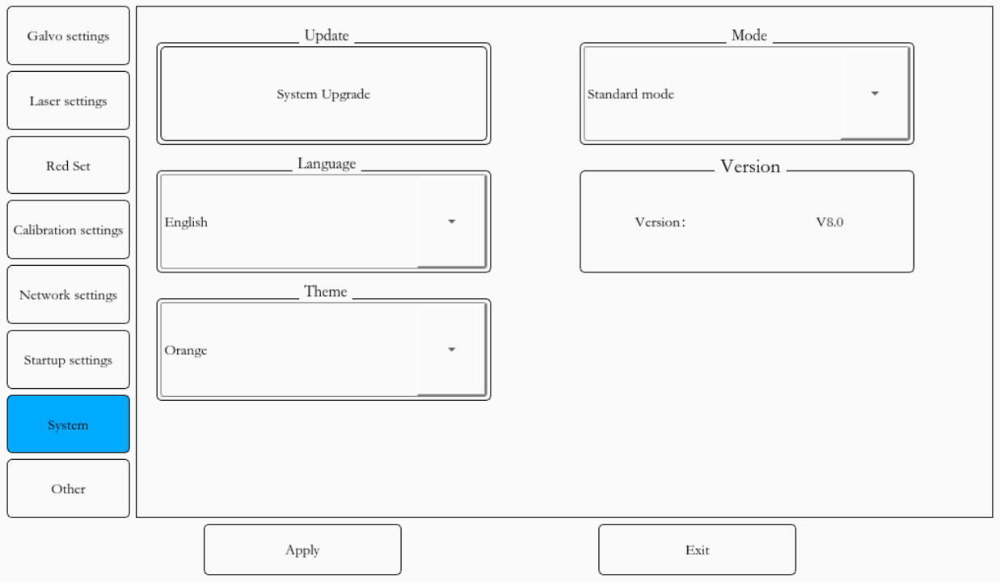 Galvo settings
Laser settings
Red Set
Calibration settings
Network settings
Startup settings
System
Other
Update
System Upgrade
Mode
Standard mode
Language
English
Version
Version: V8.0
Theme
Orange
Apply
Exit